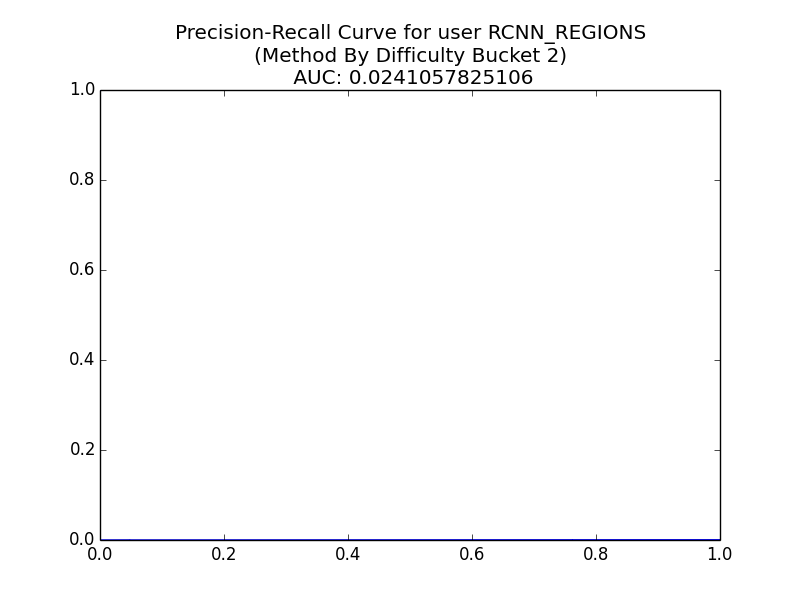 Precision-Recall Curve for user RCNN_REGIONS
(Method By Difficulty Bucket 2)
AUC: 0.0241057825106
1.0
0.8
0.6
0.4
0.2
0.0
0.0 0.2 0.4 0.6 0.8 1.0